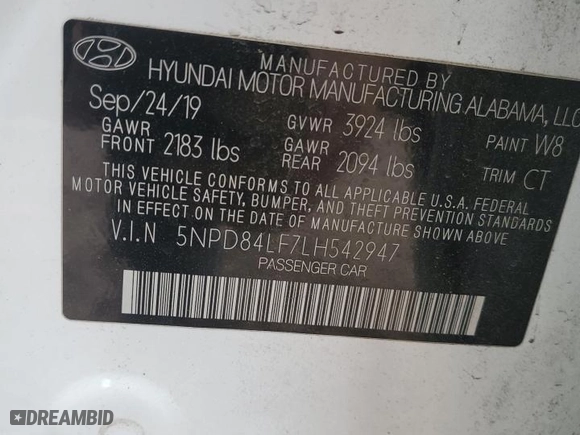 MANUFACTURED BY
HYUNDAI MOTOR MANUFACTURING ALABAMA, LLC
Sep/24/19 GVWR 3924 lbs PAINT W8
GAWR FRONT 2183 lbs GAWR REAR 2094 lbs TRIM CT
THIS VEHICLE CONFORMS TO ALL APPLICABLE U.S.A. FEDERAL
MOTOR VEHICLE SAFETY, BUMPER, AND THEFT PREVENTION STANDARDS
IN EFFECT ON THE DATE OF MANUFACTURE SHOWN ABOVE.
V.I.N 5NPD84LF7LH542947
PASSENGER CAR
DREAMBID